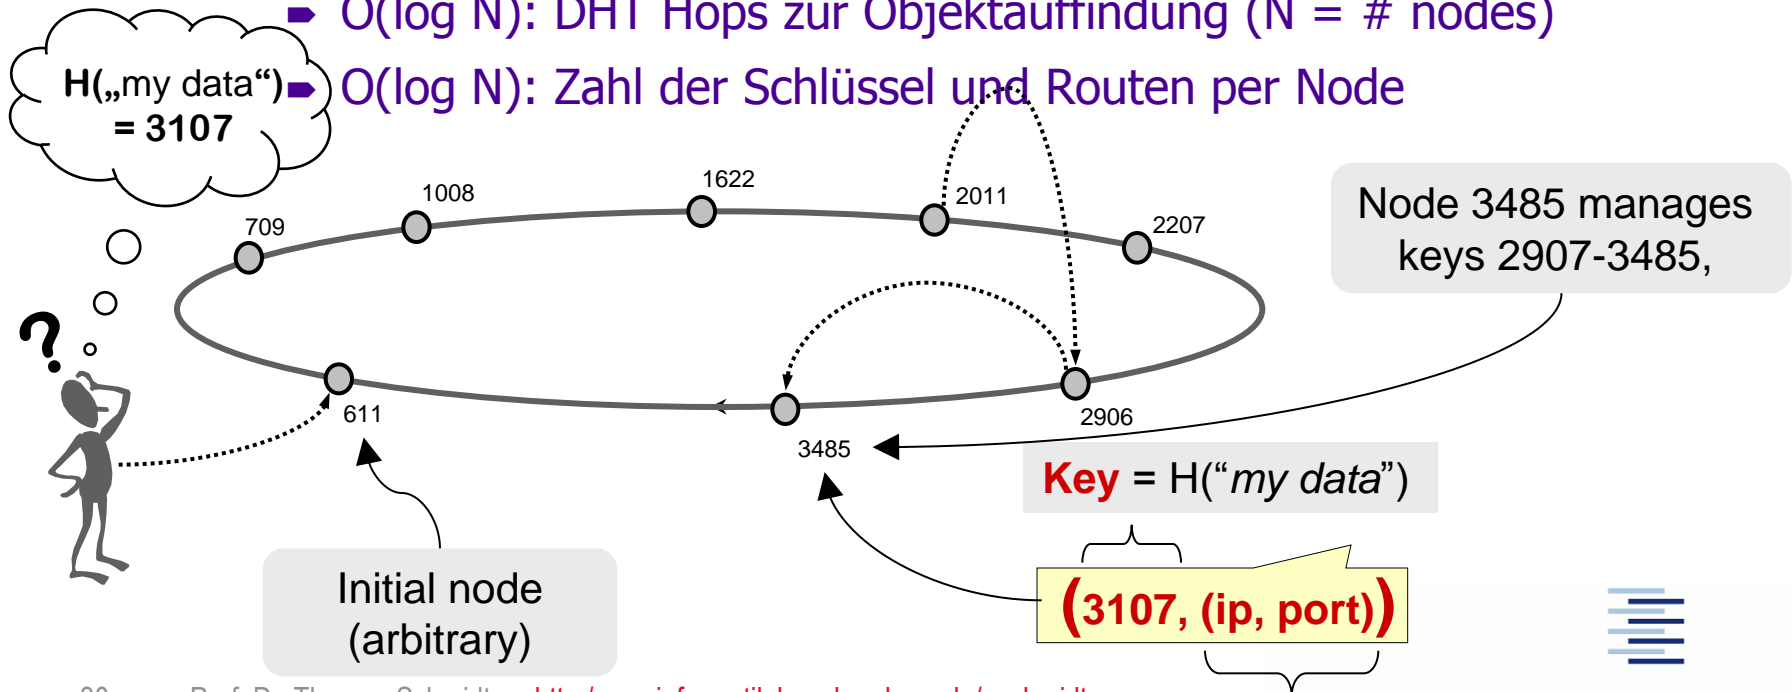 O(log N): DHT Hops zur Objektauffindung (N = # nodes)
O(log N): Zahl der Schlüssel und Routen per Node
H(„my data“)
= 3107
709
1008
1622
2011
2207
Node 3485 manages
keys 2907-3485,
?
611
3485
2906
Key = H(“my data”)
Initial node
(arbitrary)
(3107, (ip, port))